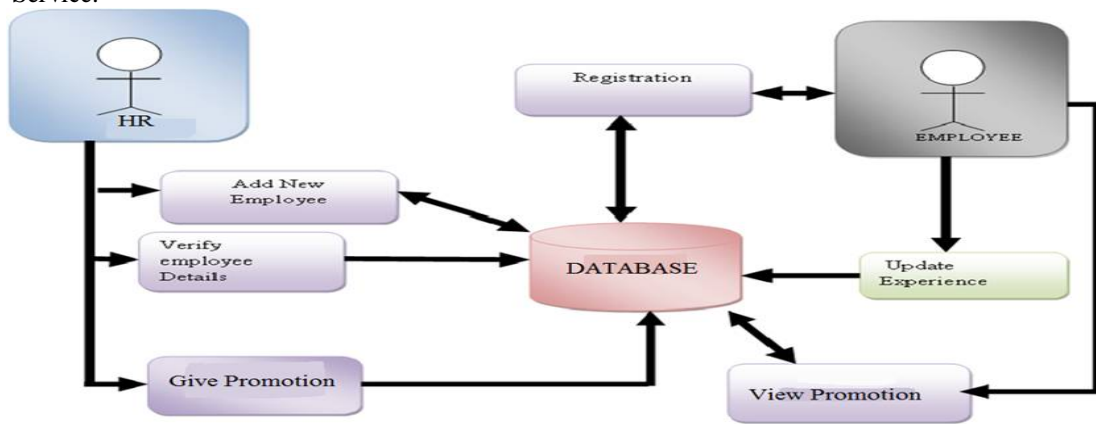 Service.
HR
Registration
EMPLOYEE
Add New
Employee
Verify
employee
Details
DATABASE
Update
Experience
Give Promotion
View Promotion